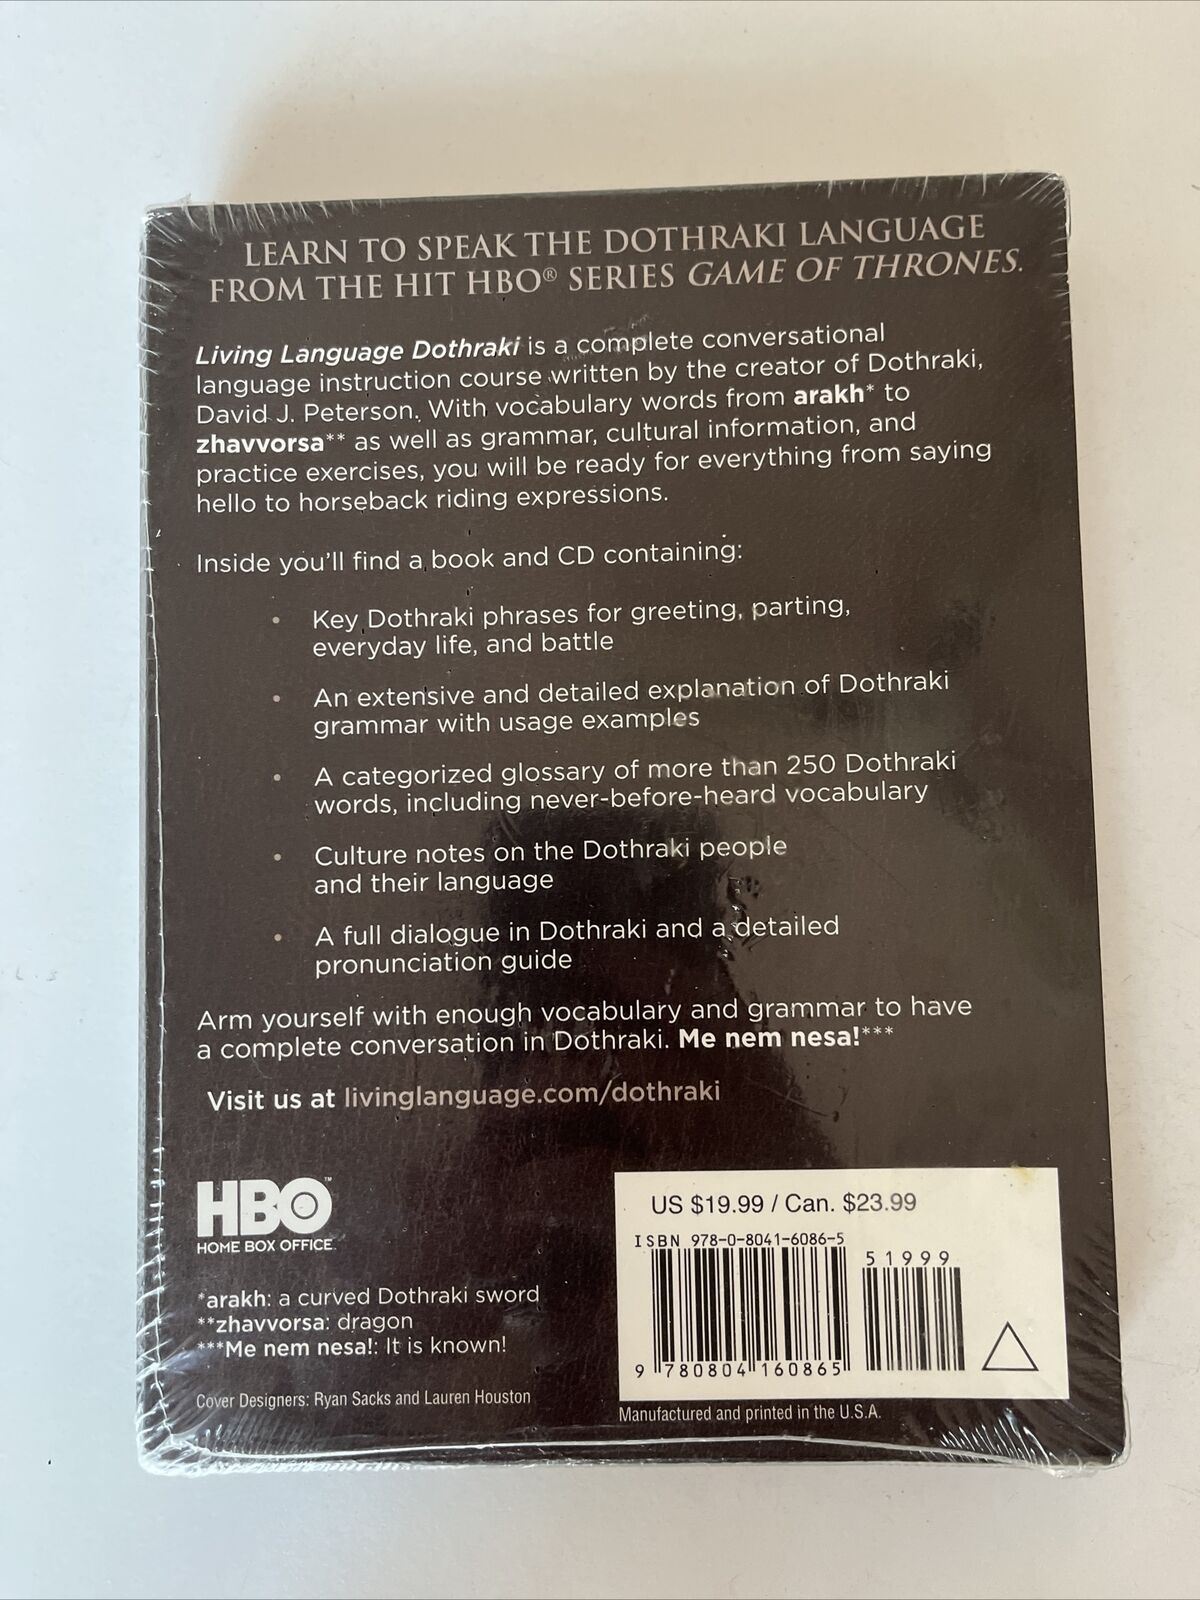 LEARN TO SPEAK THE DOTHRAKI LANGUAGE
FROM THE HIT HBO® SERIES GAME OF THRONES.
Living Language Dothraki is a complete conversational
language instruction course written by the creator of Dothraki,
David J. Peterson. With vocabulary words from arakh* to
zhavvorsa** as well as grammar, cultural information, and
practice exercises, you will be ready for everything from saying
hello to horseback riding expressions.
Inside you'll find a book and CD containing:
• Key Dothraki phrases for greeting, parting,
everyday life, and battle
• An extensive and detailed explanation of Dothraki
grammar with usage examples
• A categorized glossary of more than 250 Dothraki
words, including never-before-heard vocabulary
• Culture notes on the Dothraki people
and their language
• A full dialogue in Dothraki and a detailed
pronunciation guide
Arm yourself with enough vocabulary and grammar to have
a complete conversation in Dothraki. Me nem nesa!***
Visit us at livinglanguage.com/dothraki
HBO™
HOME BOX OFFICE
*arakh: a curved Dothraki sword
**zhavvorsa: dragon
***Me nem nesa!: It is known!
Cover Designers: Ryan Sacks and Lauren Houston
US $19.99 / Can. $23.99
ISBN 978-0-8041-6086-5
51999
9 780804 160865
Manufactured and printed in the U.S.A.